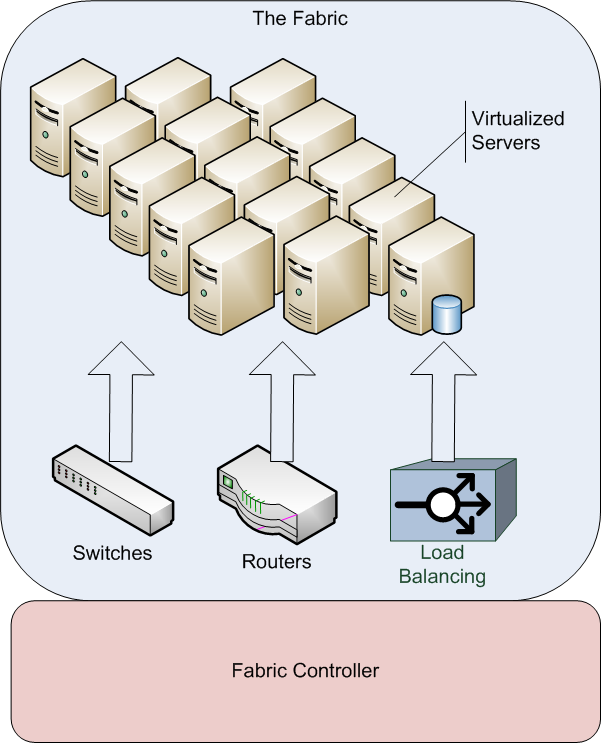 The Fabric
Virtualized
Servers
Switches
Routers
Load
Balancing
Fabric Controller